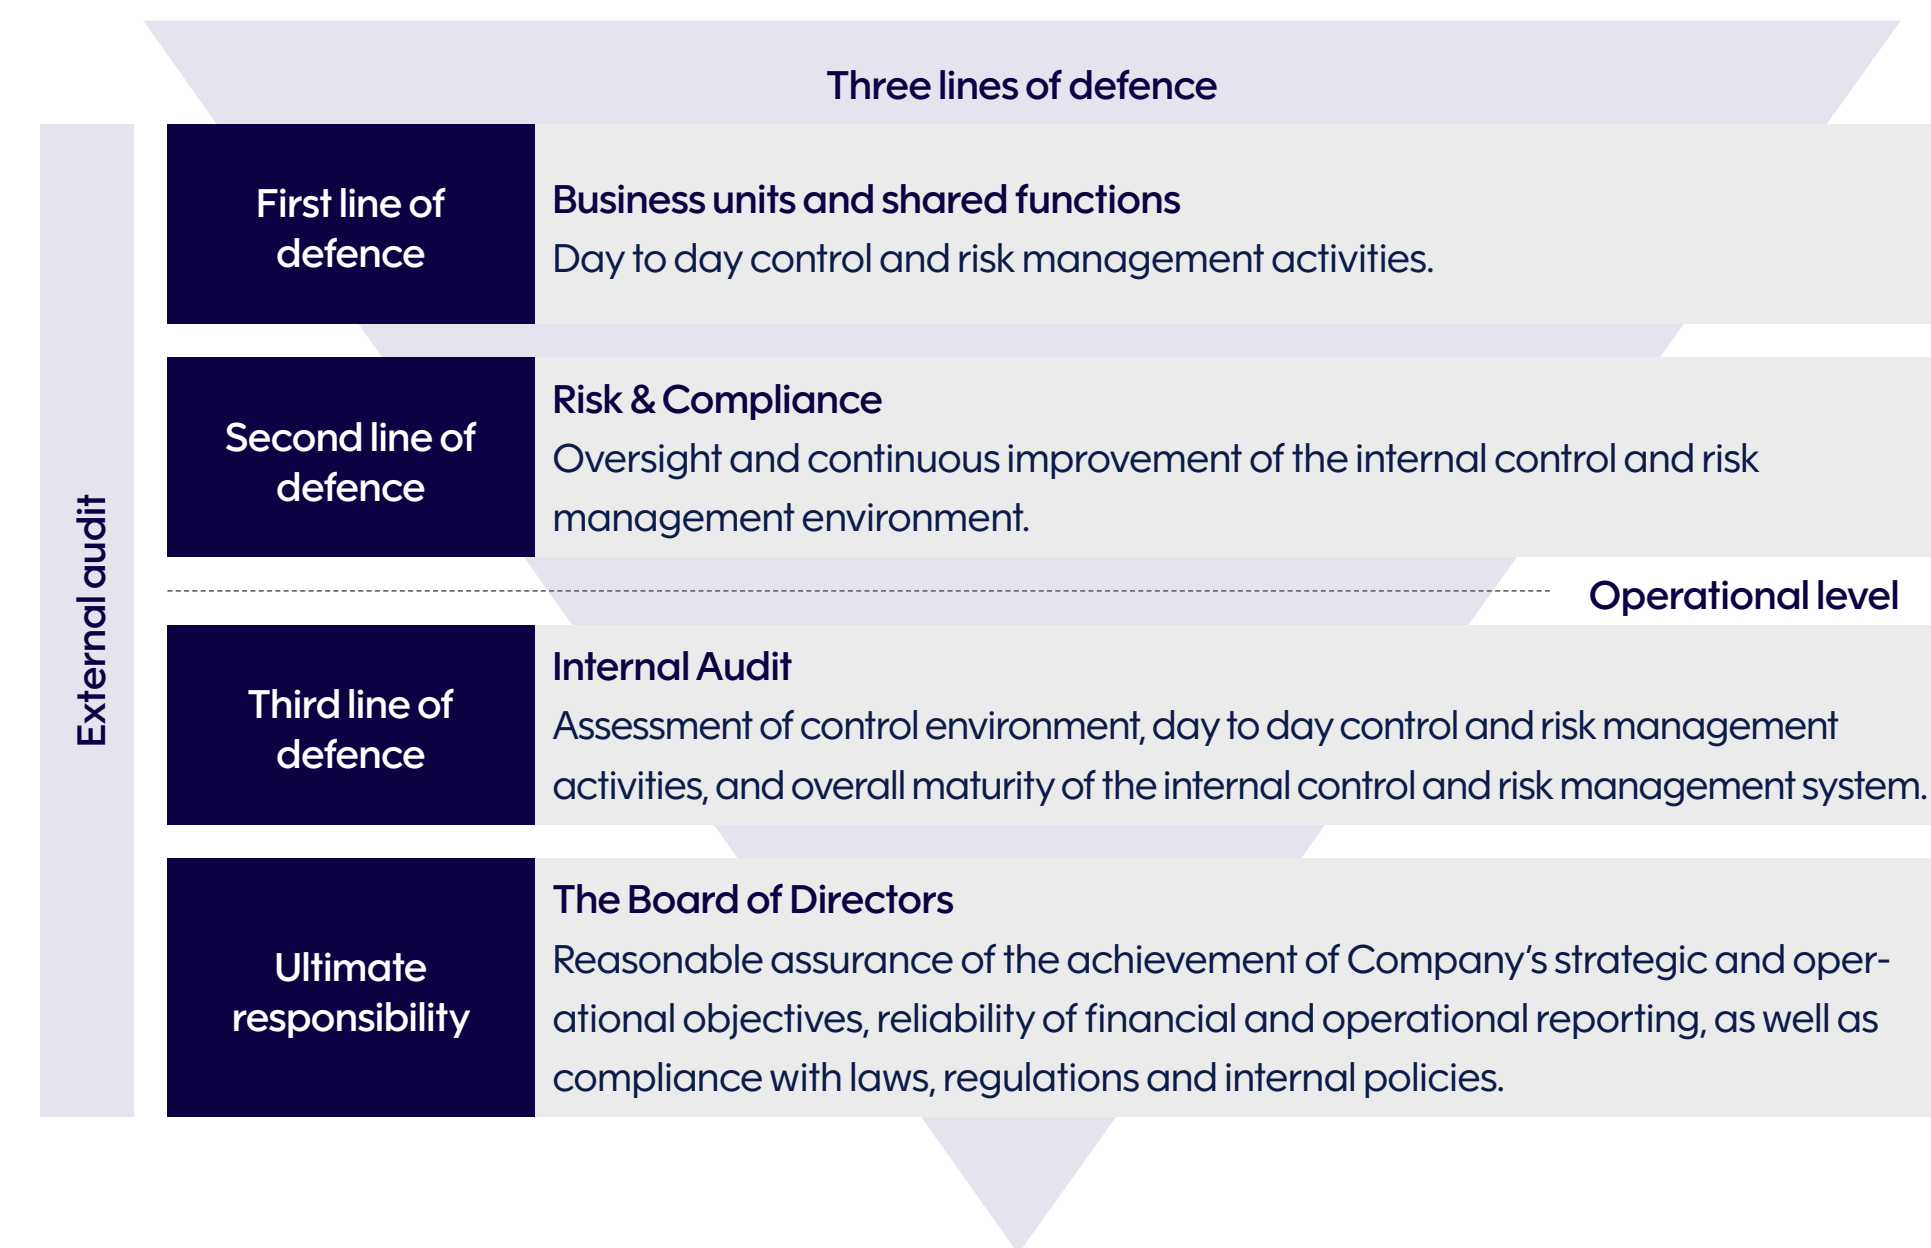 Three lines of defence
External audit
First line of
defence
Business units and shared functions
Day to day control and risk management activities.
Second line of
defence
Risk & Compliance
Oversight and continuous improvement of the internal control and risk
management environment.
Operational level
Third line of
defence
Internal Audit
Assessment of control environment, day to day control and risk management
activities, and overall maturity of the internal control and risk management system.
Ultimate
responsibility
The Board of Directors
Reasonable assurance of the achievement of Company’s strategic and oper-
ational objectives, reliability of financial and operational reporting, as well as
compliance with laws, regulations and internal policies.